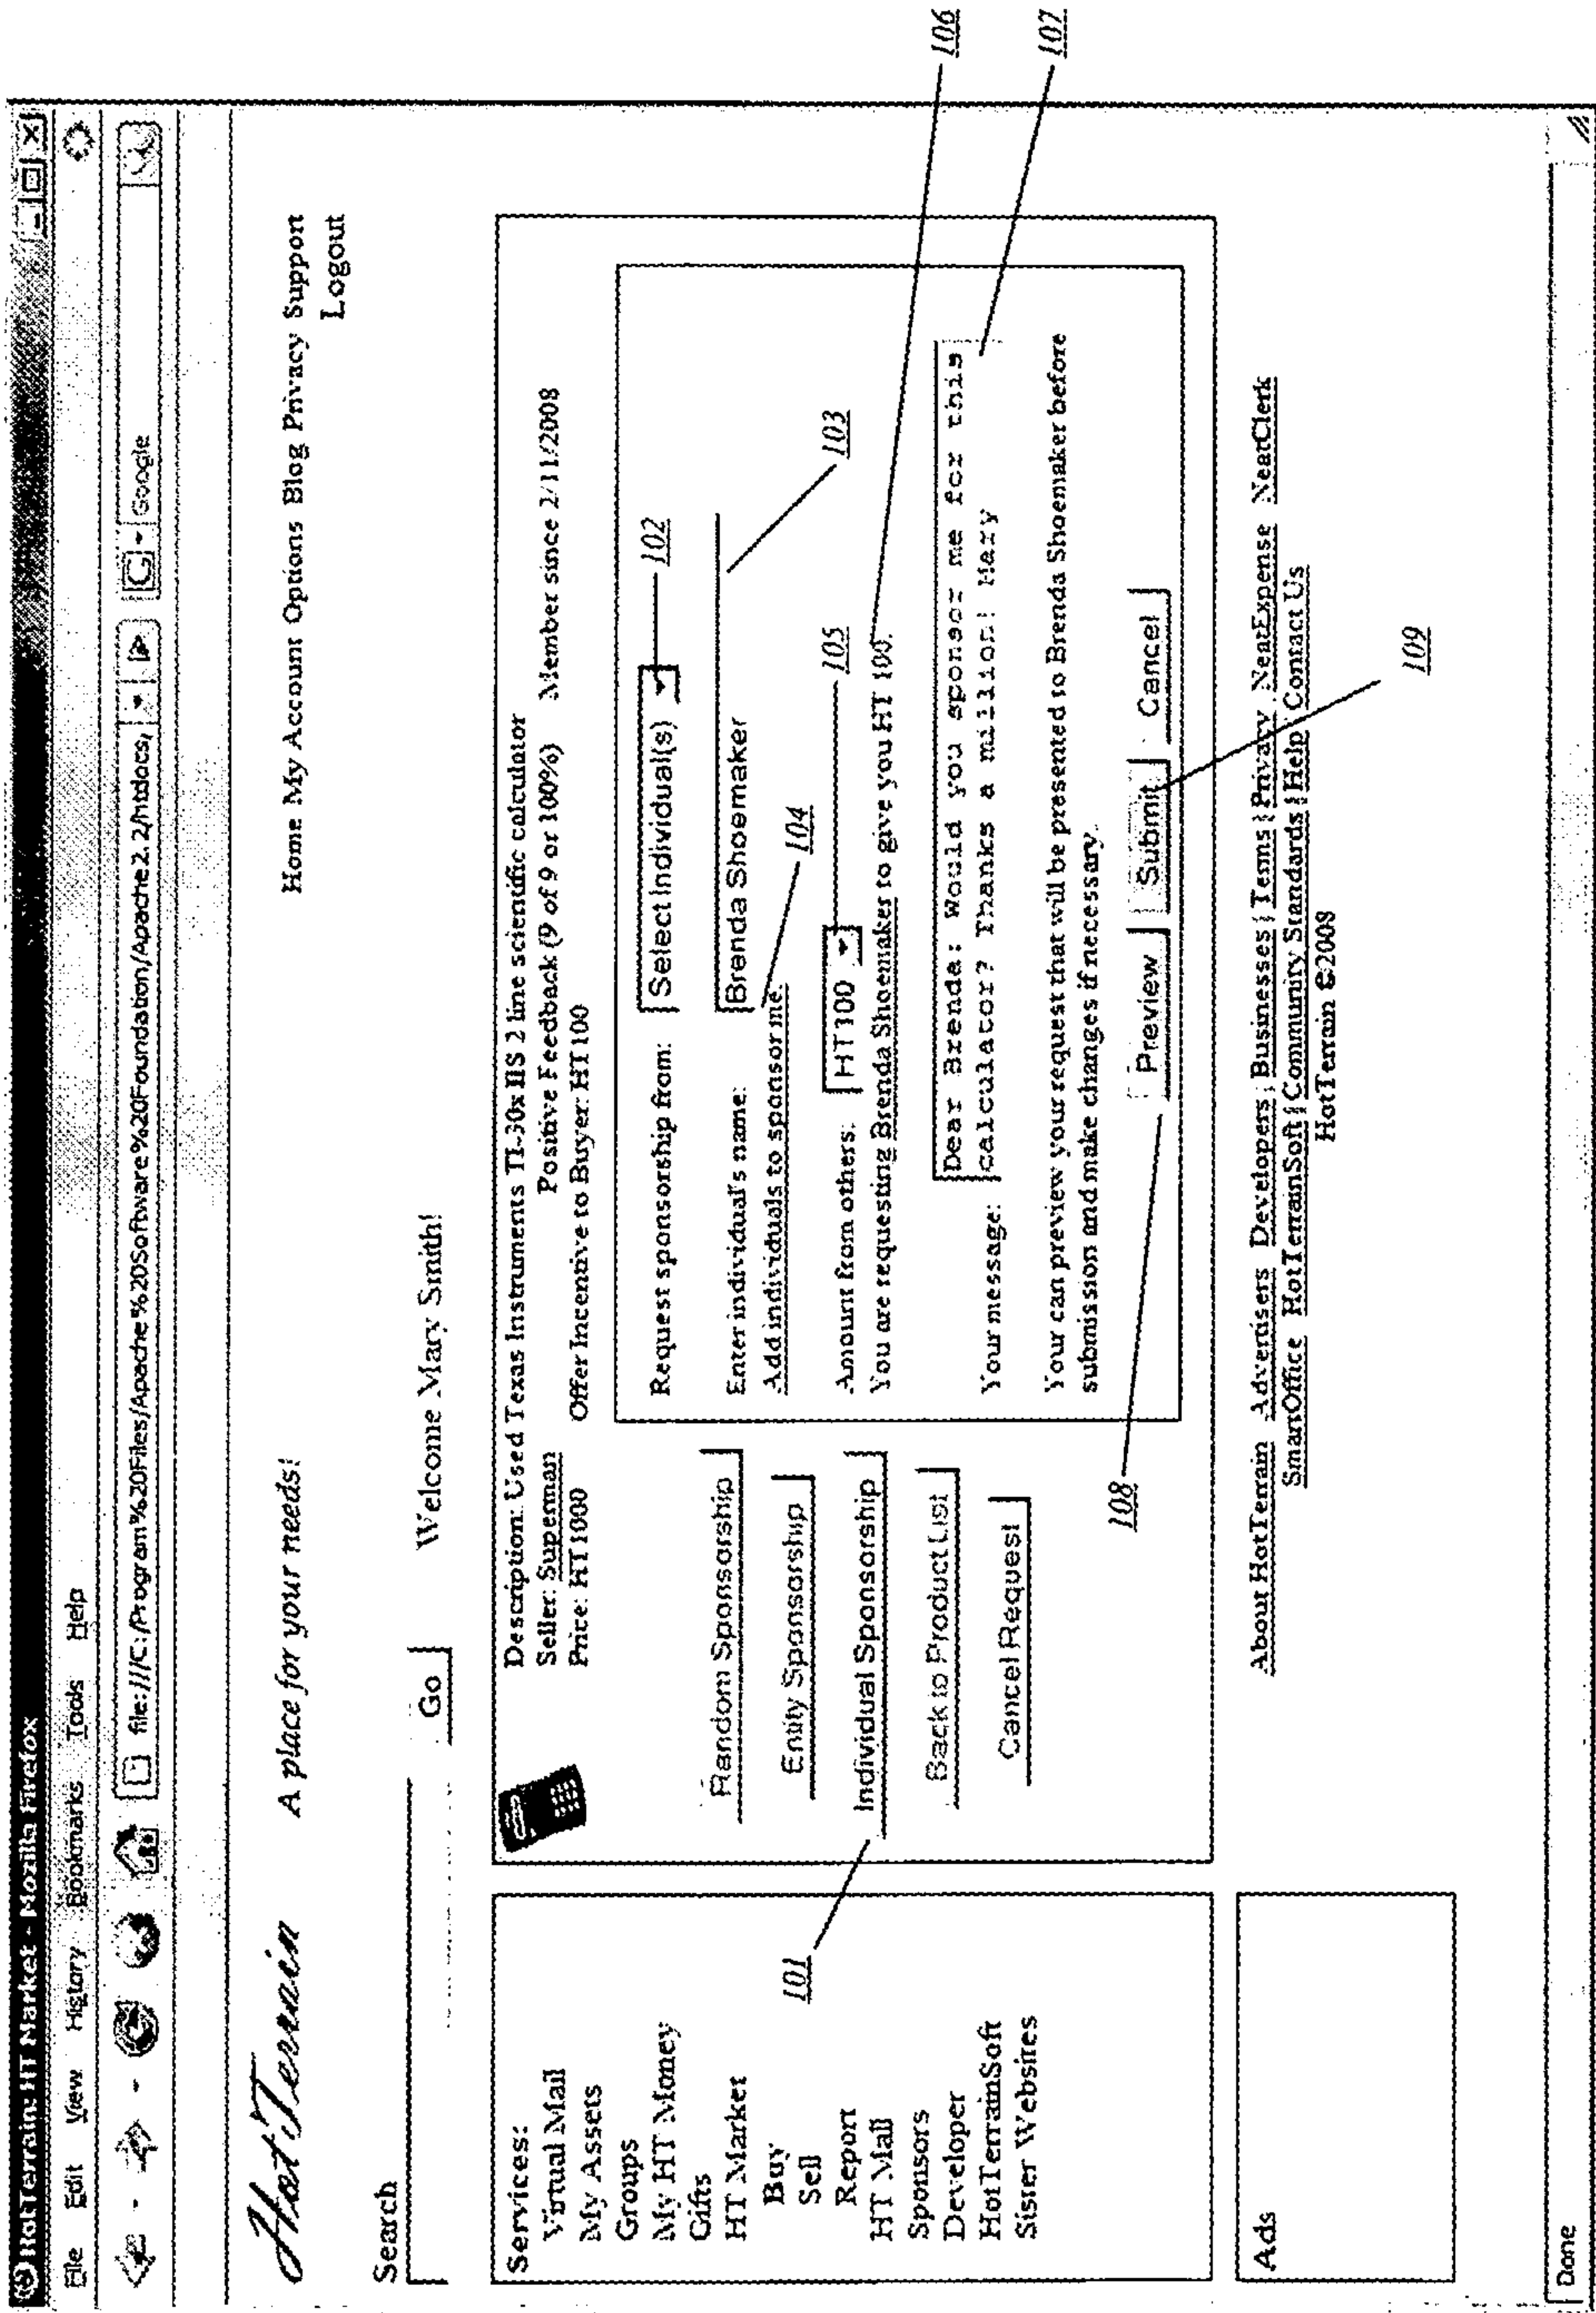 HotTerrain: HT Market - Mozilla Firefox
File Edit View History Bookmarks Tools Help
file:///C:/Program%20Files/Apache%20Software%20Foundation/Apache2.2/htdocs/
G Google
HotTerrain A place for your needs!
Home My Account Options Blog Privacy Support
Logout
Search
Go
Welcome Mary Smith!
Services:
Virtual Mail
My Assets
Groups
My HT Money
Gifts
HT Market
Buy
Sell
Report
HT Mall
Sponsors
Developer
HotTerrainSoft
Sister Websites
Ads
Description: Used Texas Instruments TI-30x IIS 2 line scientific calculator
Seller: Superman Positive Feedback (9 of 9 or 100%) Member since 2/11/2008
Price: HT1000 Offer Incentive to Buyer: HT100
Random Sponsorship
Entity Sponsorship
Individual Sponsorship
Back to Product List
Cancel Request
101
Request sponsorship from: Select Individual(s)
102
Enter individual's name: Brenda Shoemaker
103
Add individuals to sponsor me.
104
Amount from others: HT100
105
You are requesting Brenda Shoemaker to give you HT 100.
106
Your message: Dear Brenda: Would you sponsor me for this
calculator? Thanks a million! Mary
107
Your can preview your request that will be presented to Brenda Shoemaker before
submission and make changes if necessary.
Preview Submit Cancel
108
109
About HotTerrain Advertisers Developers | Businesses | Terms | Privacy NeatExpense NeatClerk
SmartOffice HotTerrainSoft | Community Standards | Help Contact Us
HotTerrain ©2008
Done